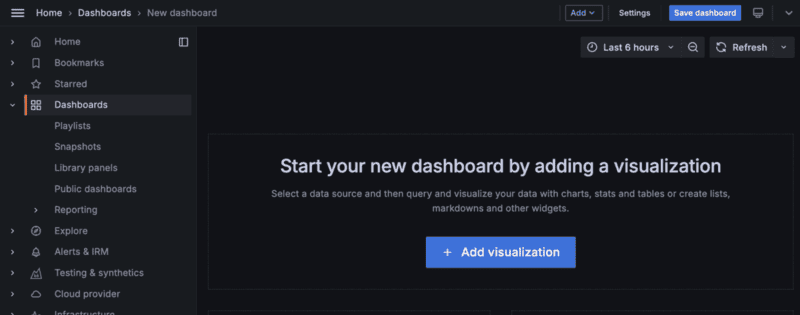 Home › Dashboards › New dashboard
Add
Settings
Save dashboard
Home
Bookmarks
Starred
Dashboards
Playlists
Snapshots
Library panels
Public dashboards
Reporting
Explore
Alerts & IRM
Testing & synthetics
Cloud provider
Infrastructure
Last 6 hours
Refresh
Start your new dashboard by adding a visualization
Select a data source and then query and visualize your data with charts, stats and tables or create lists,
markdowns and other widgets.
+ Add visualization